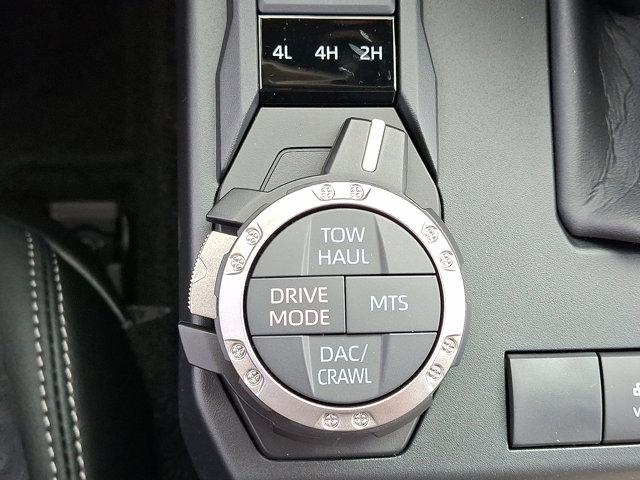 4L 4H 2H
TOW
HAUL
DRIVE
MODE
MTS
DAC/
CRAWL